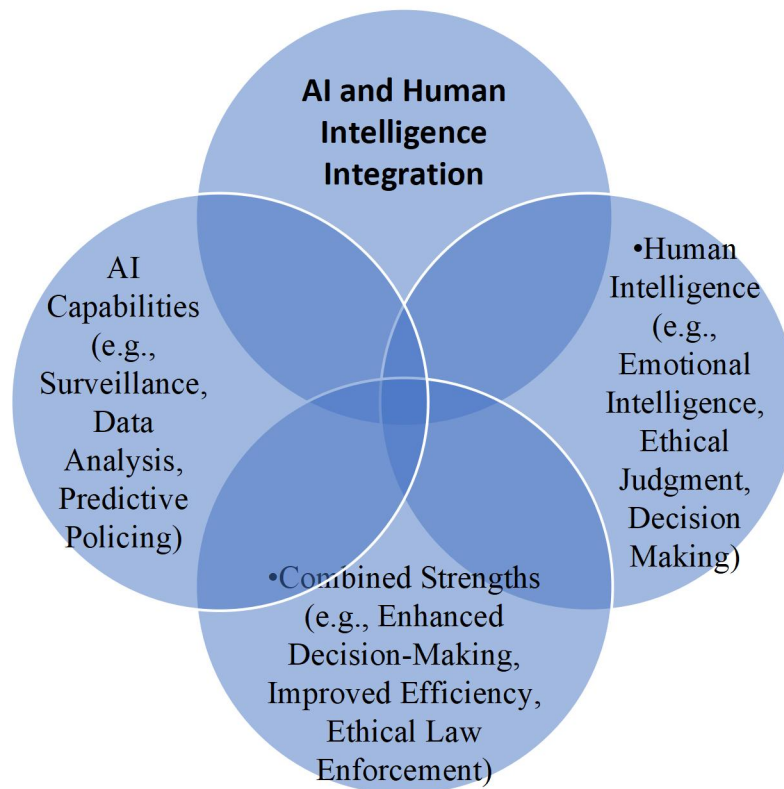 AI and Human
Intelligence
Integration
•Human
Intelligence
(e.g.,
Emotional
Intelligence,
Ethical
Judgment,
Decision
Making)
•Combined Strengths
(e.g., Enhanced
Decision-Making,
Improved Efficiency,
Ethical Law
Enforcement)
AI
Capabilities
(e.g.,
Surveillance,
Data
Analysis,
Predictive
Policing)